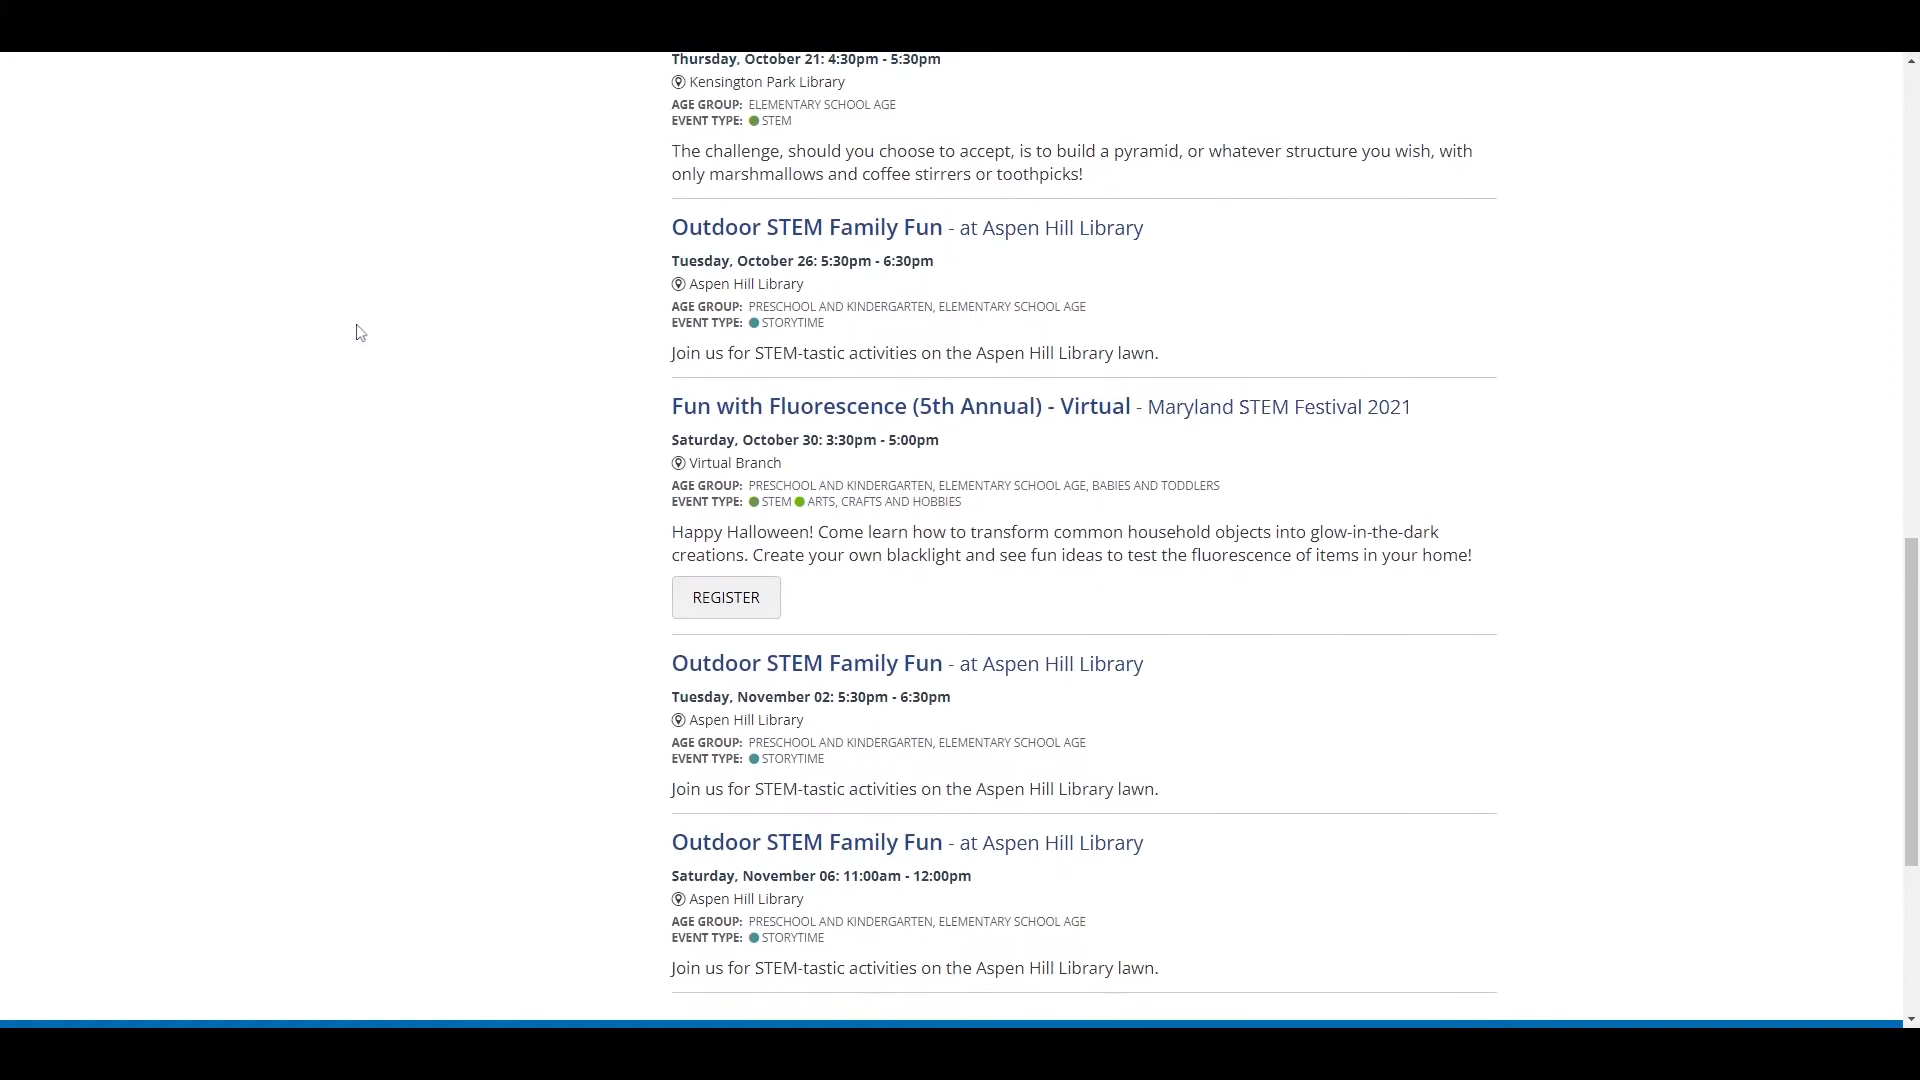 Thursday, October 21: 4:30pm - 5:30pm
Kensington Park Library
AGE GROUP: ELEMENTARY SCHOOL AGE
EVENT TYPE: STEM
The challenge, should you choose to accept, is to build a pyramid, or whatever structure you wish, with
only marshmallows and coffee stirrers or toothpicks!
Outdoor STEM Family Fun - at Aspen Hill Library
Tuesday, October 26: 5:30pm - 6:30pm
Aspen Hill Library
AGE GROUP: PRESCHOOL AND KINDERGARTEN, ELEMENTARY SCHOOL AGE
EVENT TYPE: STORYTIME
Join us for STEM-tastic activities on the Aspen Hill Library lawn.
Fun with Fluorescence (5th Annual) - Virtual - Maryland STEM Festival 2021
Saturday, October 30: 3:30pm - 5:00pm
Virtual Branch
AGE GROUP: PRESCHOOL AND KINDERGARTEN, ELEMENTARY SCHOOL AGE, BABIES AND TODDLERS
EVENT TYPE: STEM ARTS, CRAFTS AND HOBBIES
Happy Halloween! Come learn how to transform common household objects into glow-in-the-dark
creations. Create your own blacklight and see fun ideas to test the fluorescence of items in your home!
REGISTER
Outdoor STEM Family Fun - at Aspen Hill Library
Tuesday, November 02: 5:30pm - 6:30pm
Aspen Hill Library
AGE GROUP: PRESCHOOL AND KINDERGARTEN, ELEMENTARY SCHOOL AGE
EVENT TYPE: STORYTIME
Join us for STEM-tastic activities on the Aspen Hill Library lawn.
Outdoor STEM Family Fun - at Aspen Hill Library
Saturday, November 06: 11:00am - 12:00pm
Aspen Hill Library
AGE GROUP: PRESCHOOL AND KINDERGARTEN, ELEMENTARY SCHOOL AGE
EVENT TYPE: STORYTIME
Join us for STEM-tastic activities on the Aspen Hill Library lawn.